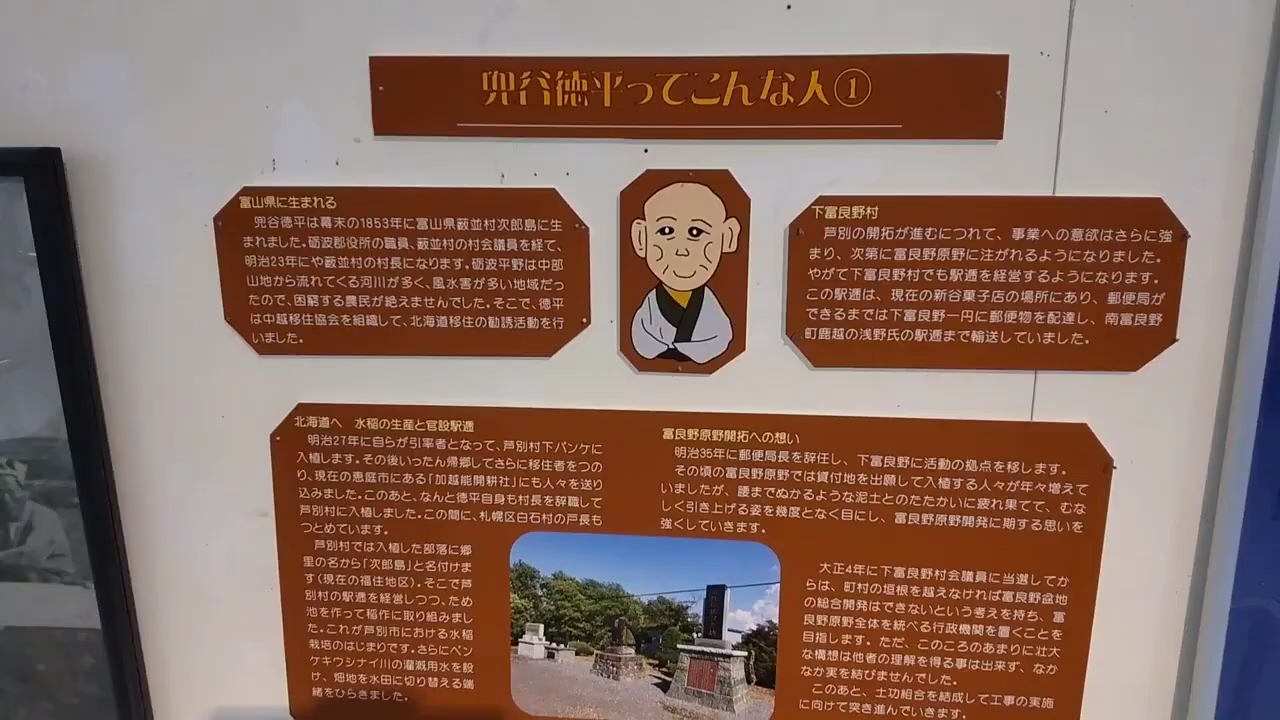 兜谷徳平ってこんな人①
富山県に生まれる
兜谷徳平は幕末の1853年に富山県薮並村次郎島に生
まれました。砺波郡役所の職員、薮並村の村会議員を経て、
明治23年にや薮並村の村長になります。砺波平野は中部
山地から流れてくる河川が多く、風水害が多い地域だっ
たので、困窮する農民が絶えませんでした。そこで、徳平
は中越移住協会を組織して、北海道移住の勧誘活動を行
いました。
下富良野村
芦別の開拓が進むにつれて、事業への意欲はさらに強
まり、次第に富良野原野に注がれるようになりました。
やがて下富良野村でも駅逓を経営するようになります。
この駅逓は、現在の新谷菓子店の場所にあり、郵便局が
できるまでは下富良野一円に郵便物を配達し、南富良野
町鹿越の浅野氏の駅逓まで輸送していました。
北海道へ　水稲の生産と官設駅逓
明治27年に自らが引率者となって、芦別村下パンケに
入植します。その後いったん帰郷してさらに移住者をつの
り、現在の恵庭市にある「加越能開耕社」にも人々を送り
込みました。このあと、なんと徳平自身も村長を辞職して
芦別村に入植しました。この間に、札幌区白石村の戸長も
つとめています。
芦別村では入植した部落に郷
里の名から「次郎島」と名付けま
す(現在の福住地区)。そこで芦
別村の駅逓を経営しつつ、ため
池を作って稲作に取り組みまし
た。これが芦別市における水稲
栽培のはじまりです。さらにペン
ケキウシナイ川の灌漑用水を設
け、畑地を水田に切り替える端
緒をひらきました。
富良野原野開拓への想い
明治35年に郵便局長を辞任し、下富良野に活動の拠点を移します。
その頃の富良野原野では貸付地を出願して入植する人々が年々増えて
いましたが、腰までぬかるような泥土とのたたかいに疲れ果てて、むな
しく引き上げる姿を幾度となく目にし、富良野原野開発に期する思いを
強くしていきます。
大正4年に下富良野村会議員に当選してか
らは、町村の垣根を越えなければ富良野盆地
の総合開発はできないという考えを持ち、富
良野原野全体を統べる行政機関を置くことを
目指します。ただ、このころのあまりに壮大
な構想は他者の理解を得る事は出来ず、なか
なか実を結びませんでした。
このあと、土功組合を結成して工事の実施
に向けて突き進んでいきます。